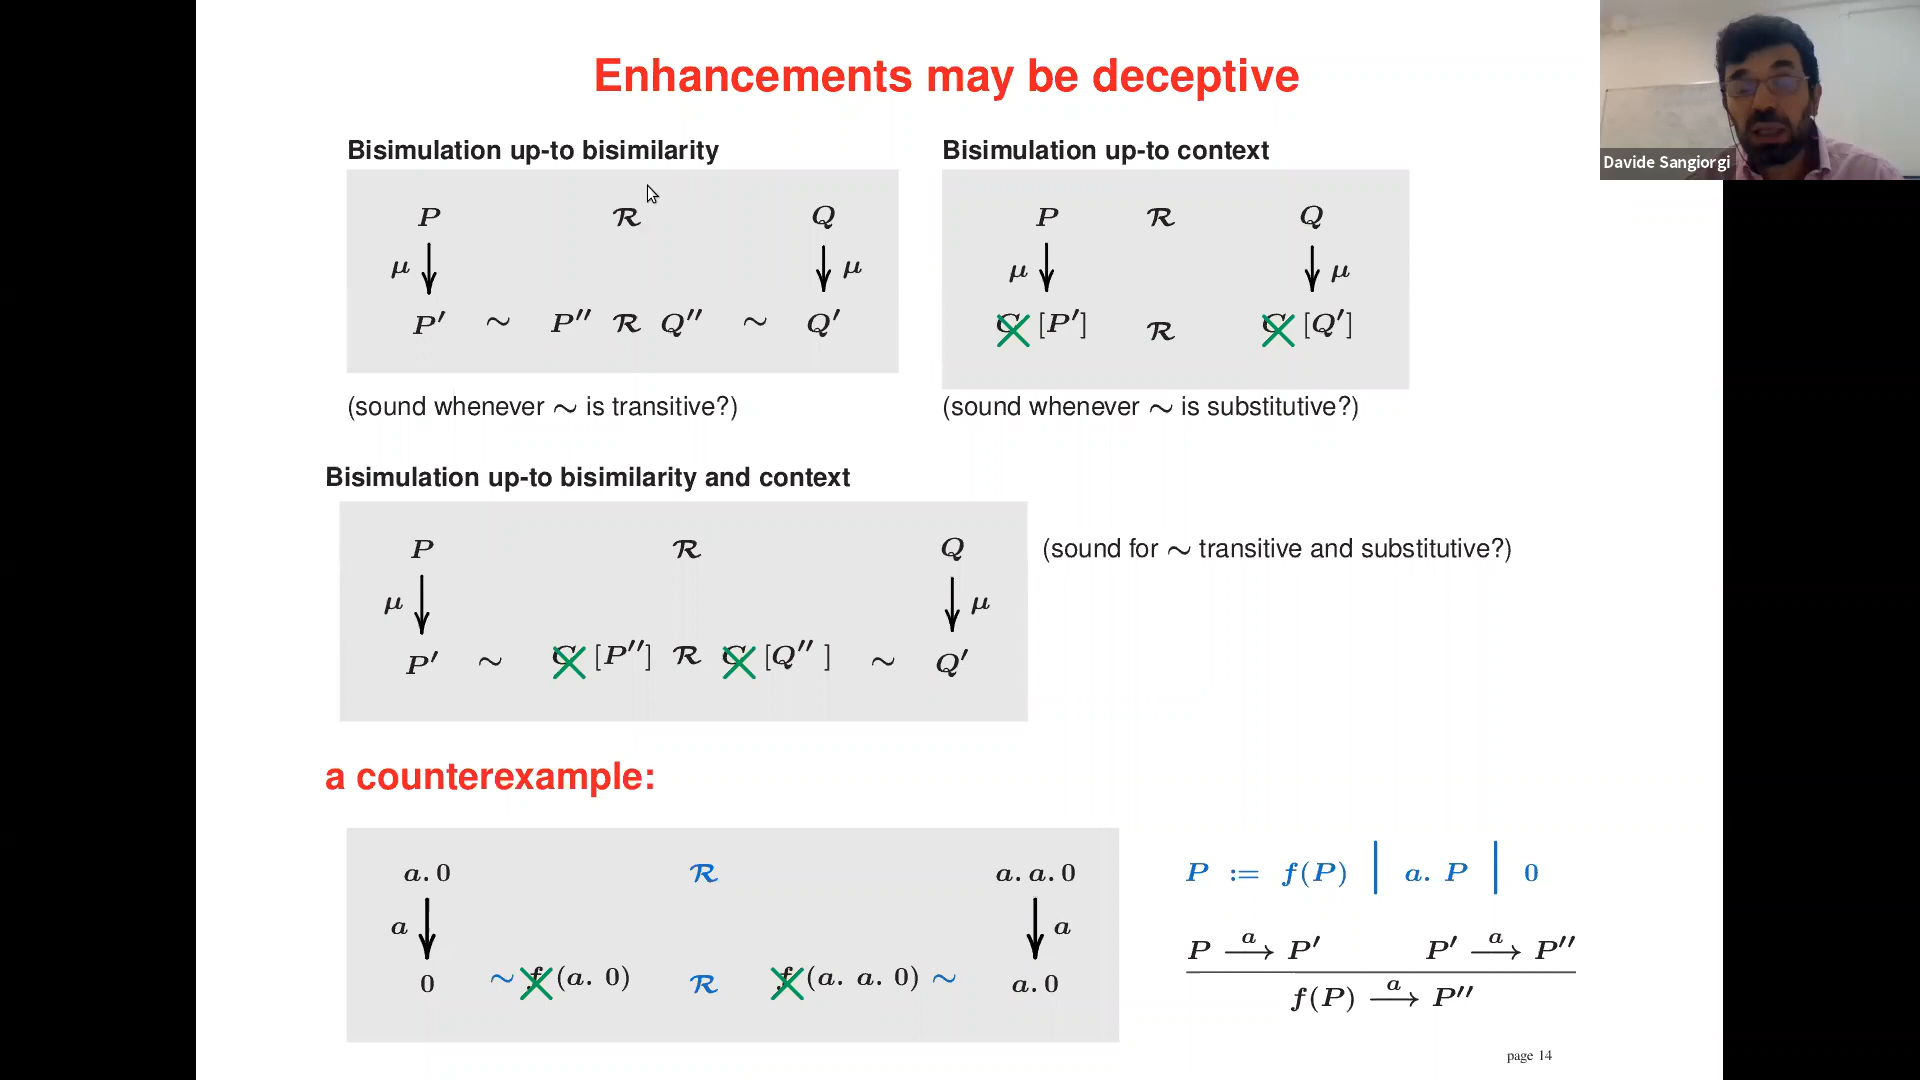 Enhancements may be deceptive
Davide Sangiorgi
Bisimulation up-to bisimilarity
P ℛ Q
μ μ
P′ ∼ P″ ℛ Q″ ∼ Q′
(sound whenever ∼ is transitive?)
Bisimulation up-to context
P ℛ Q
μ μ
C [P′] ℛ C [Q′]
(sound whenever ∼ is substitutive?)
Bisimulation up-to bisimilarity and context
P ℛ Q
μ μ
P′ ∼ C [P″] ℛ C [Q″ ] ∼ Q′
(sound for ∼ transitive and substitutive?)
a counterexample:
a. 0 ℛ a. a. 0
a a
0 ∼ f (a. 0) ℛ f (a. a. 0) ∼ a. 0
P := f(P) | a. P | 0
P –a→ P′ P′ –a→ P″
f(P) –a→ P″
page 14